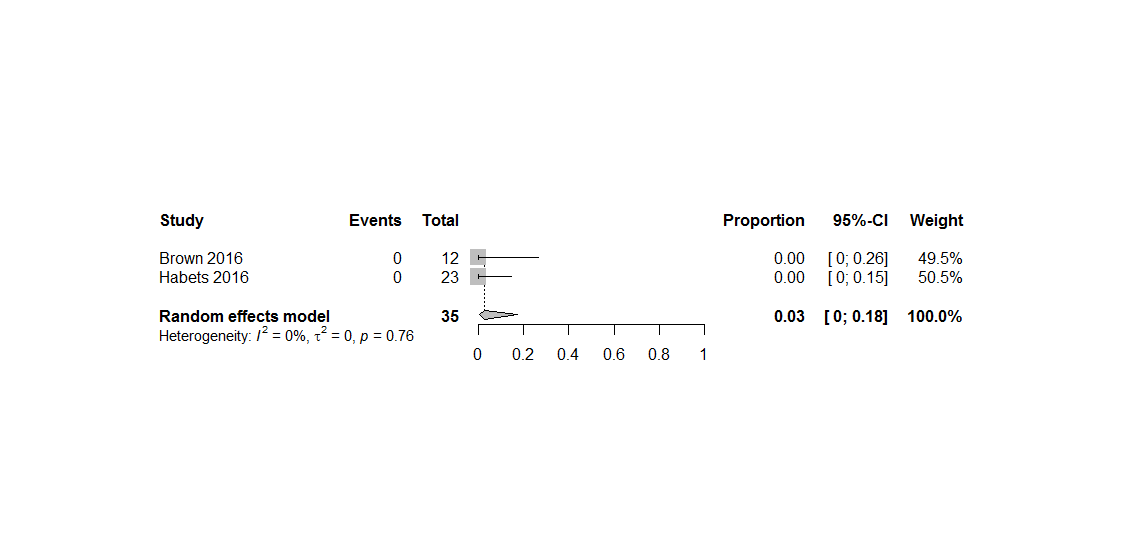 Study Events Total Proportion 95%-CI Weight
Brown 2016 0 12 0.00 [ 0; 0.26] 49.5%
Habets 2016 0 23 0.00 [ 0; 0.15] 50.5%
Random effects model 35 0.03 [ 0; 0.18] 100.0%
Heterogeneity: I² = 0%, τ² = 0, p = 0.76
0 0.2 0.4 0.6 0.8 1